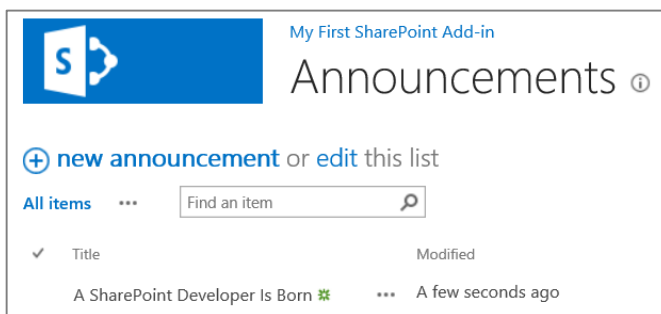 S
My First SharePoint Add-in
Announcements
new announcement or edit this list
All items ••• Find an item
Title Modified
A SharePoint Developer Is Born ••• A few seconds ago